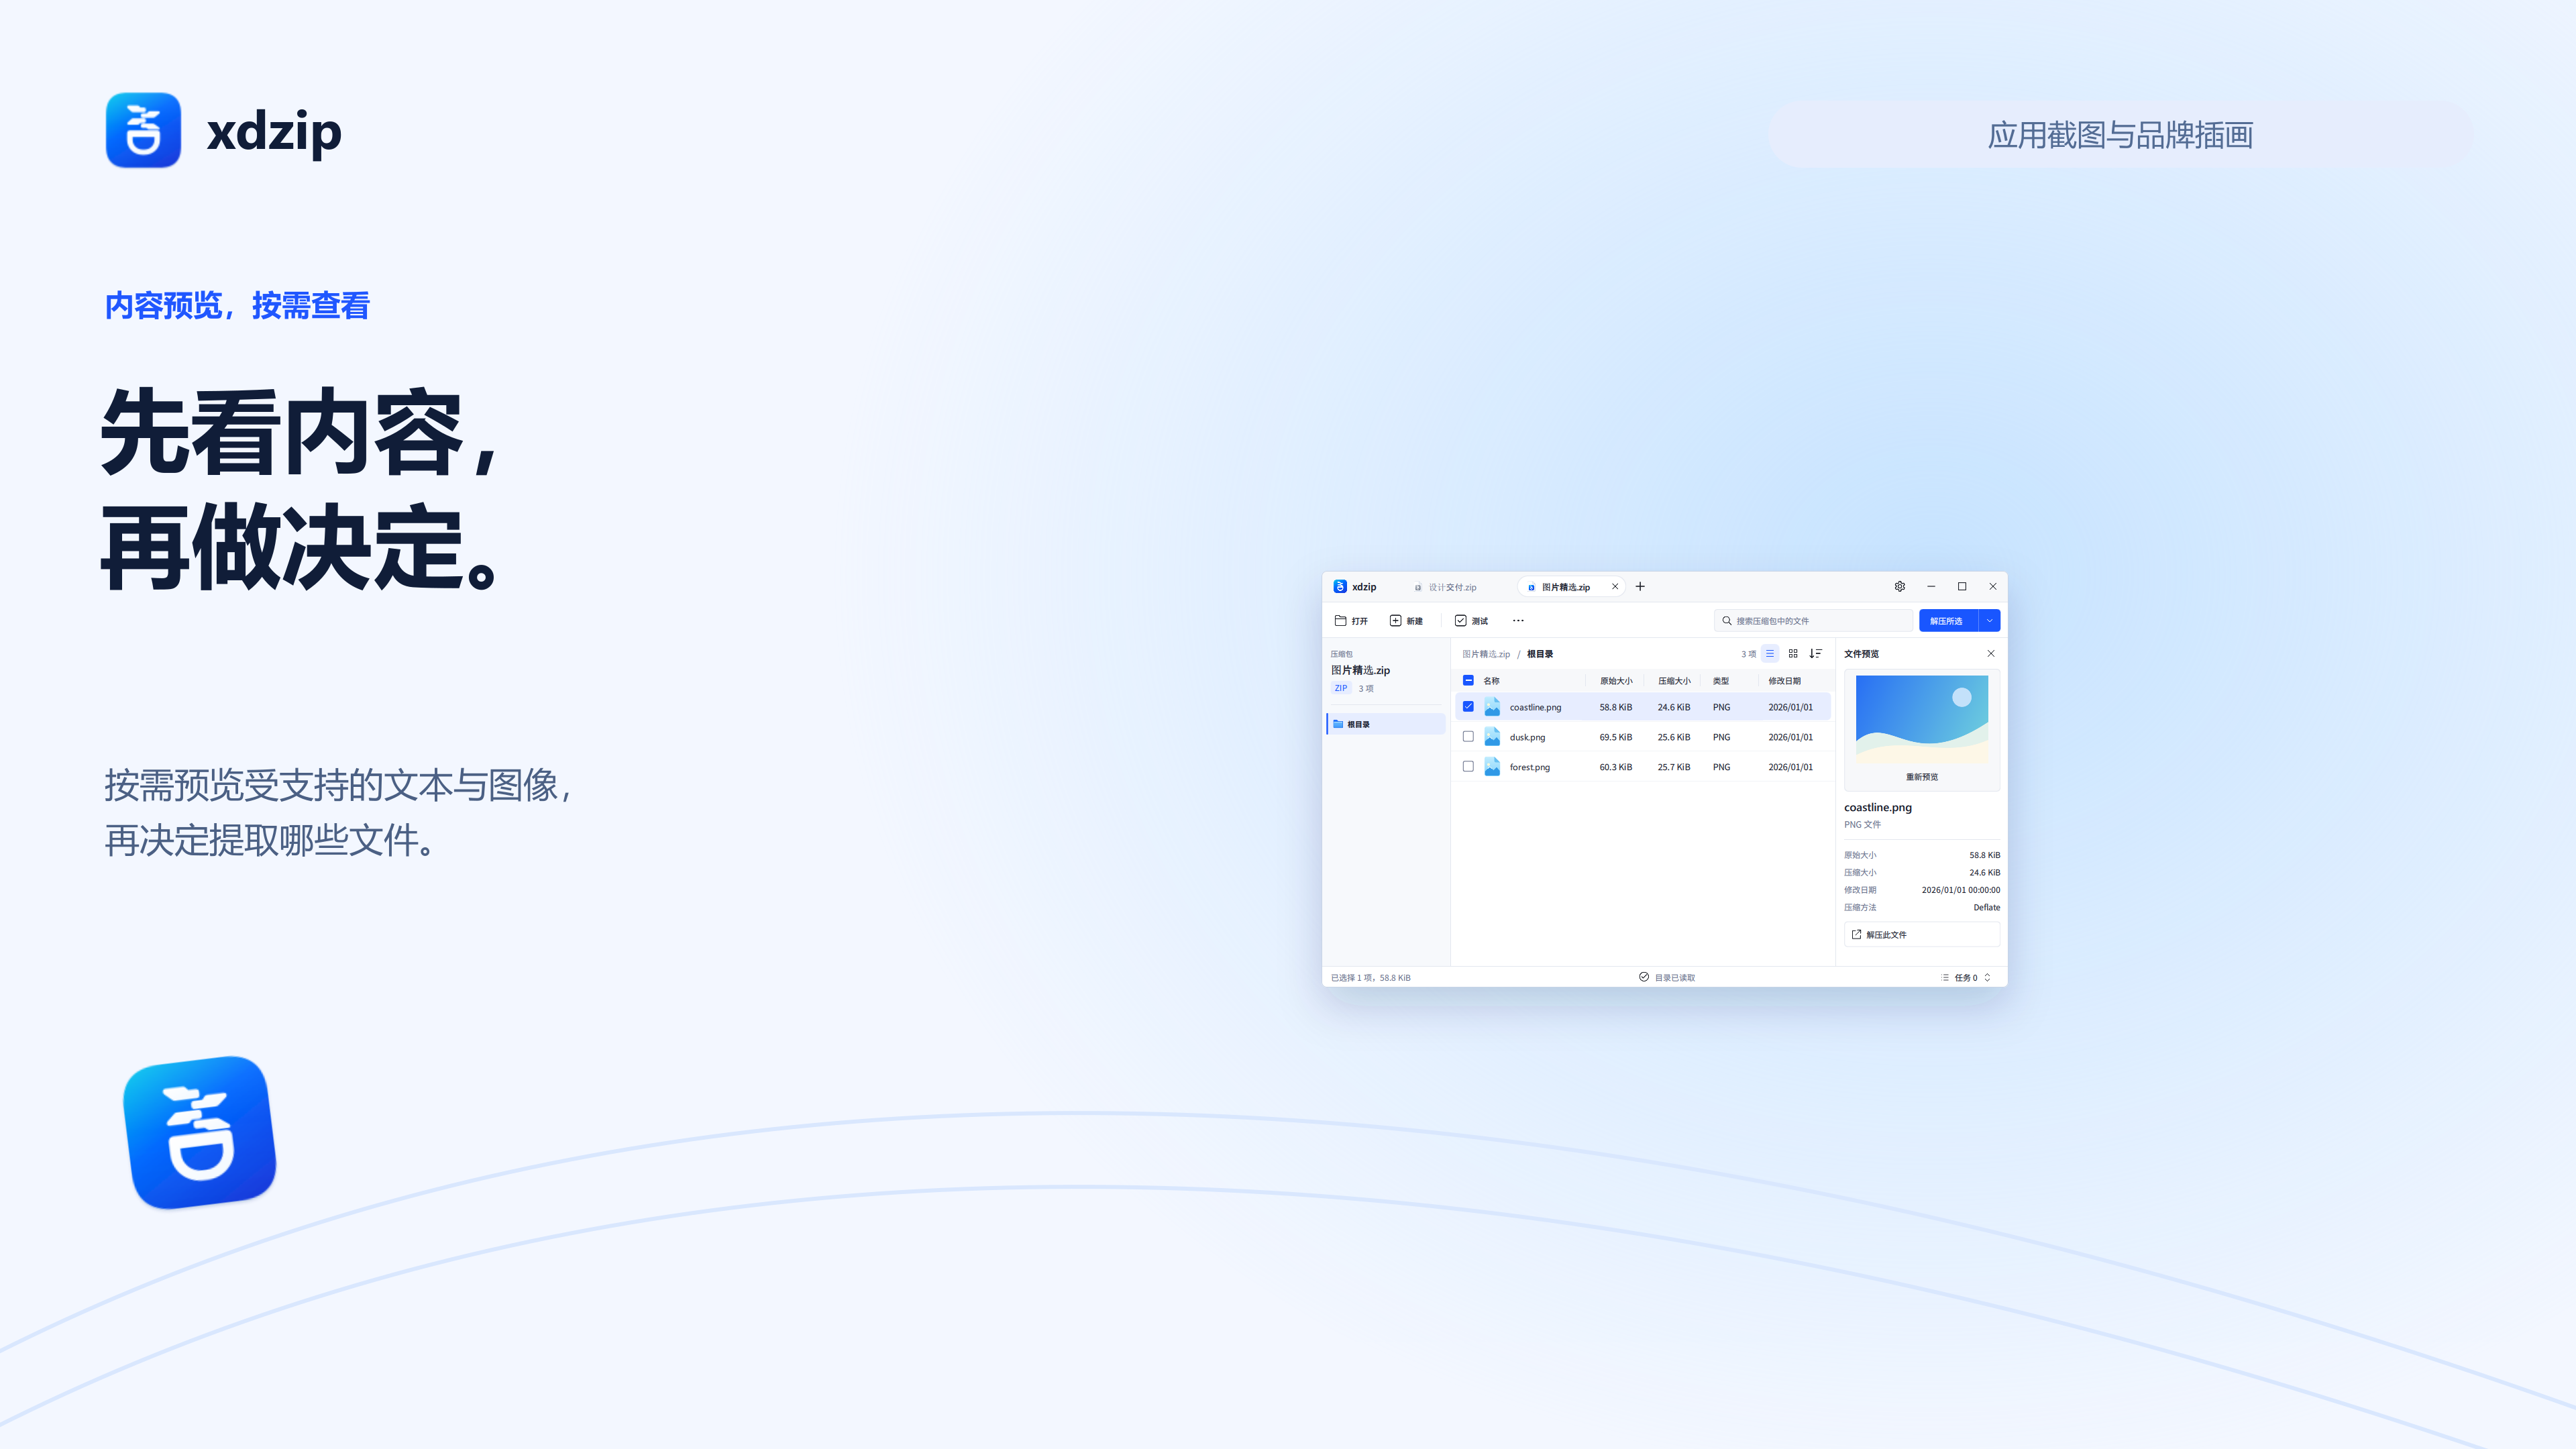 xdzip
应用截图与品牌插画
内容预览，按需查看
先看内容，
再做决定。
按需预览受支持的文本与图像，
再决定提取哪些文件。
xdzip 设计交付.zip 图片精选.zip
打开 新建 测试 搜索压缩包中的文件 解压所选
压缩包
图片精选.zip
ZIP 3 项
根目录
图片精选.zip / 根目录 3 项
名称 原始大小 压缩大小 类型 修改日期
coastline.png 58.8 KiB 24.6 KiB PNG 2026/01/01
dusk.png 69.5 KiB 25.6 KiB PNG 2026/01/01
forest.png 60.3 KiB 25.7 KiB PNG 2026/01/01
文件预览
重新预览
coastline.png
PNG 文件
原始大小 58.8 KiB
压缩大小 24.6 KiB
修改日期 2026/01/01 00:00:00
压缩方法 Deflate
解压此文件
已选择 1 项，58.8 KiB 目录已读取 任务 0